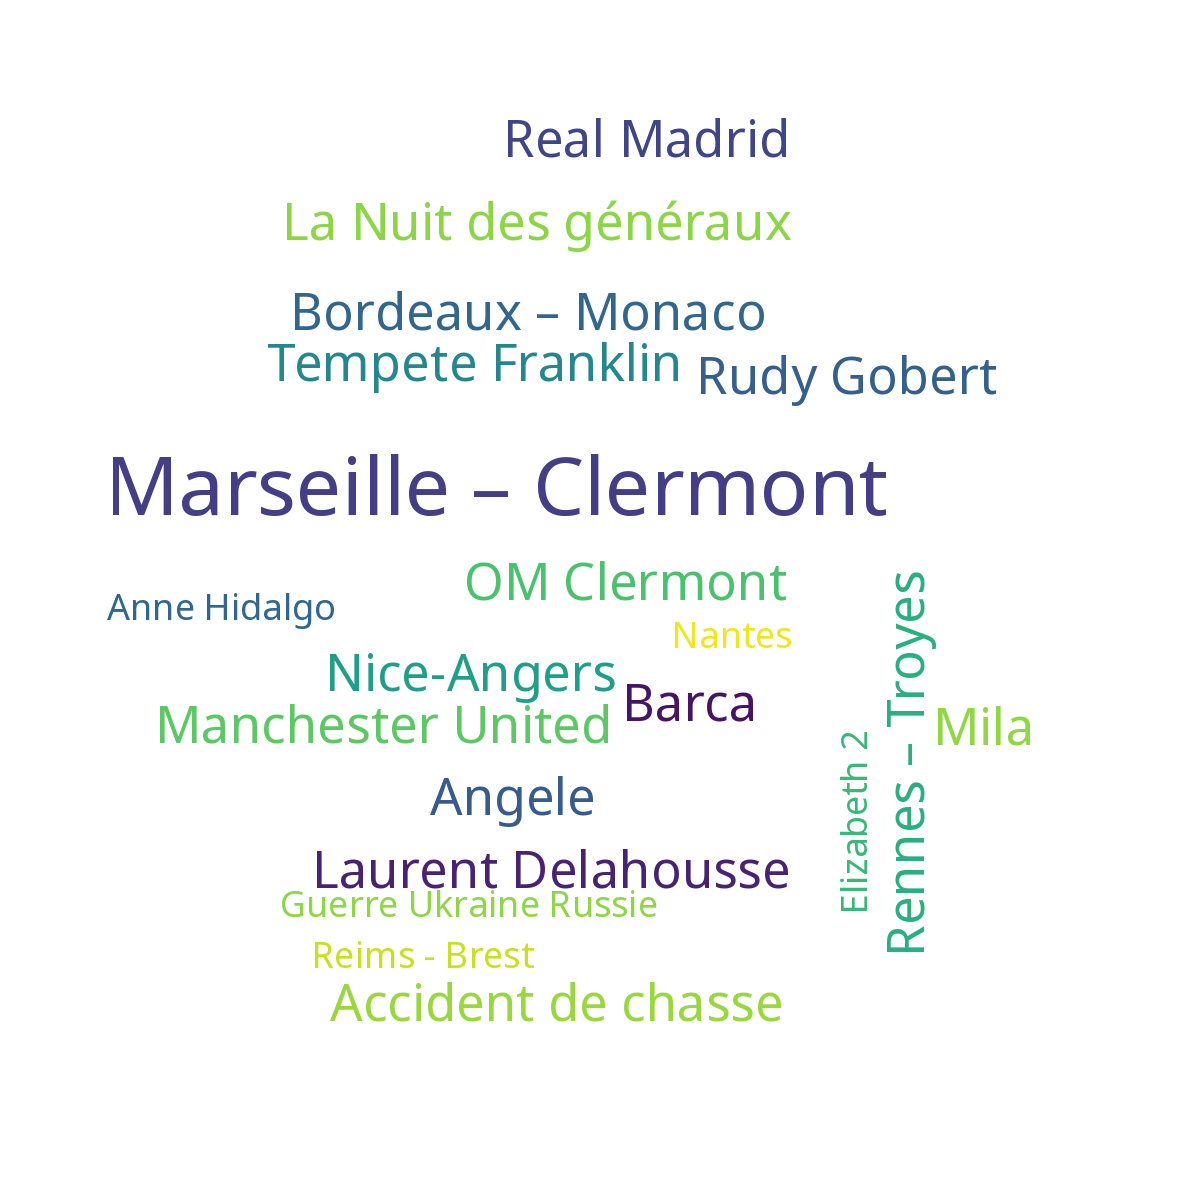 Real Madrid
La Nuit des généraux
Bordeaux – Monaco
Tempete Franklin
Rudy Gobert
Marseille – Clermont
OM Clermont
Anne Hidalgo
Nantes
Nice-Angers
Barca
Manchester United
Mila
Rennes – Troyes
Elizabeth 2
Angele
Laurent Delahousse
Guerre Ukraine Russie
Reims - Brest
Accident de chasse